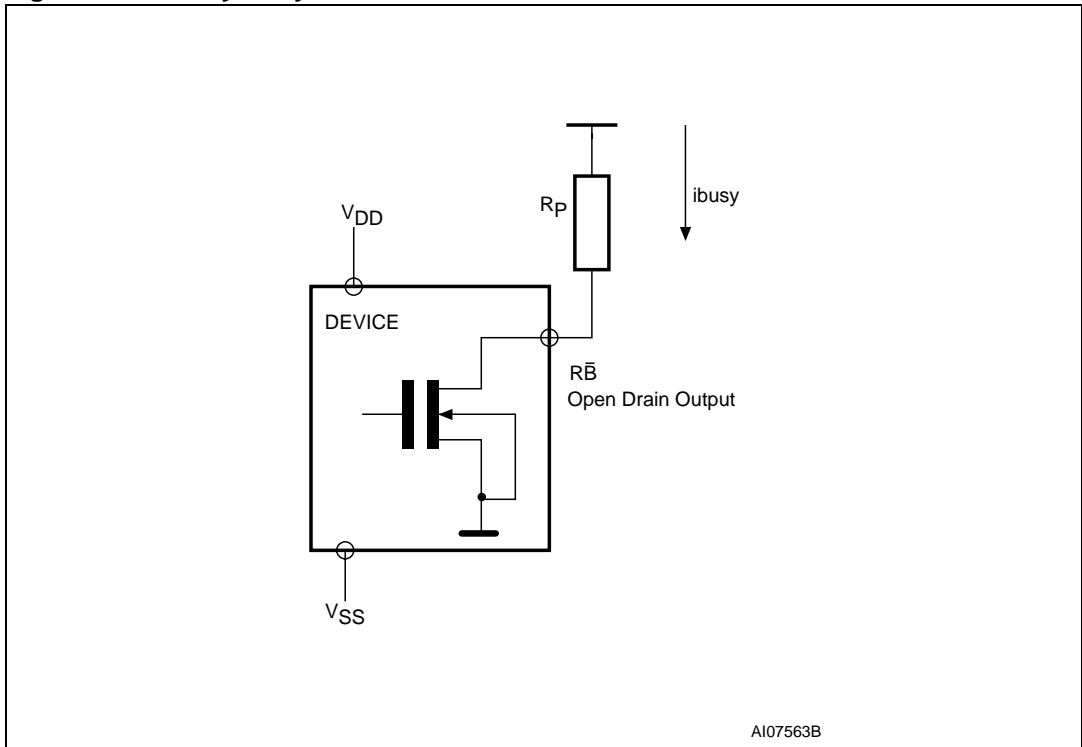 RP
ibusy
VDD
DEVICE
RB̅
Open Drain Output
VSS
AI07563B